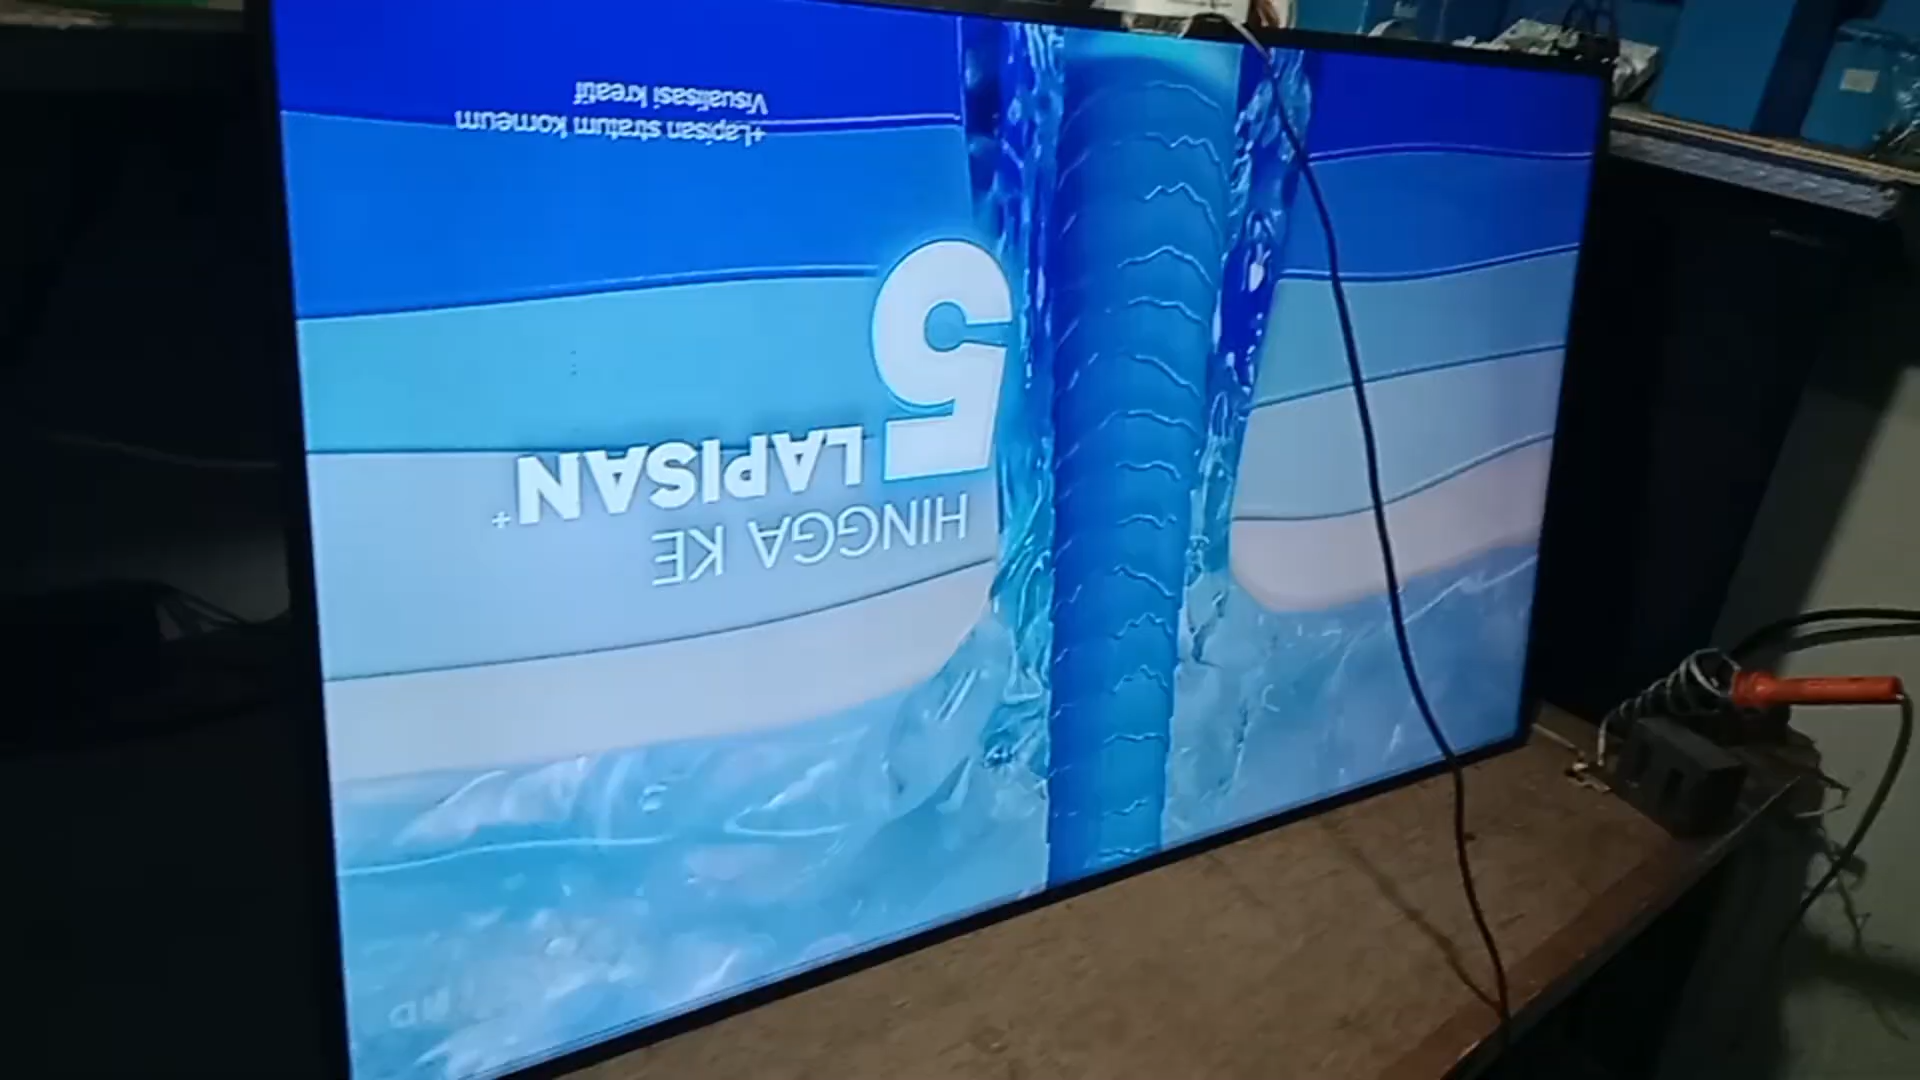 HINGGA KE
5 LAPISAN+
+Lapisan stratum korneum
Visualisasi kreatif